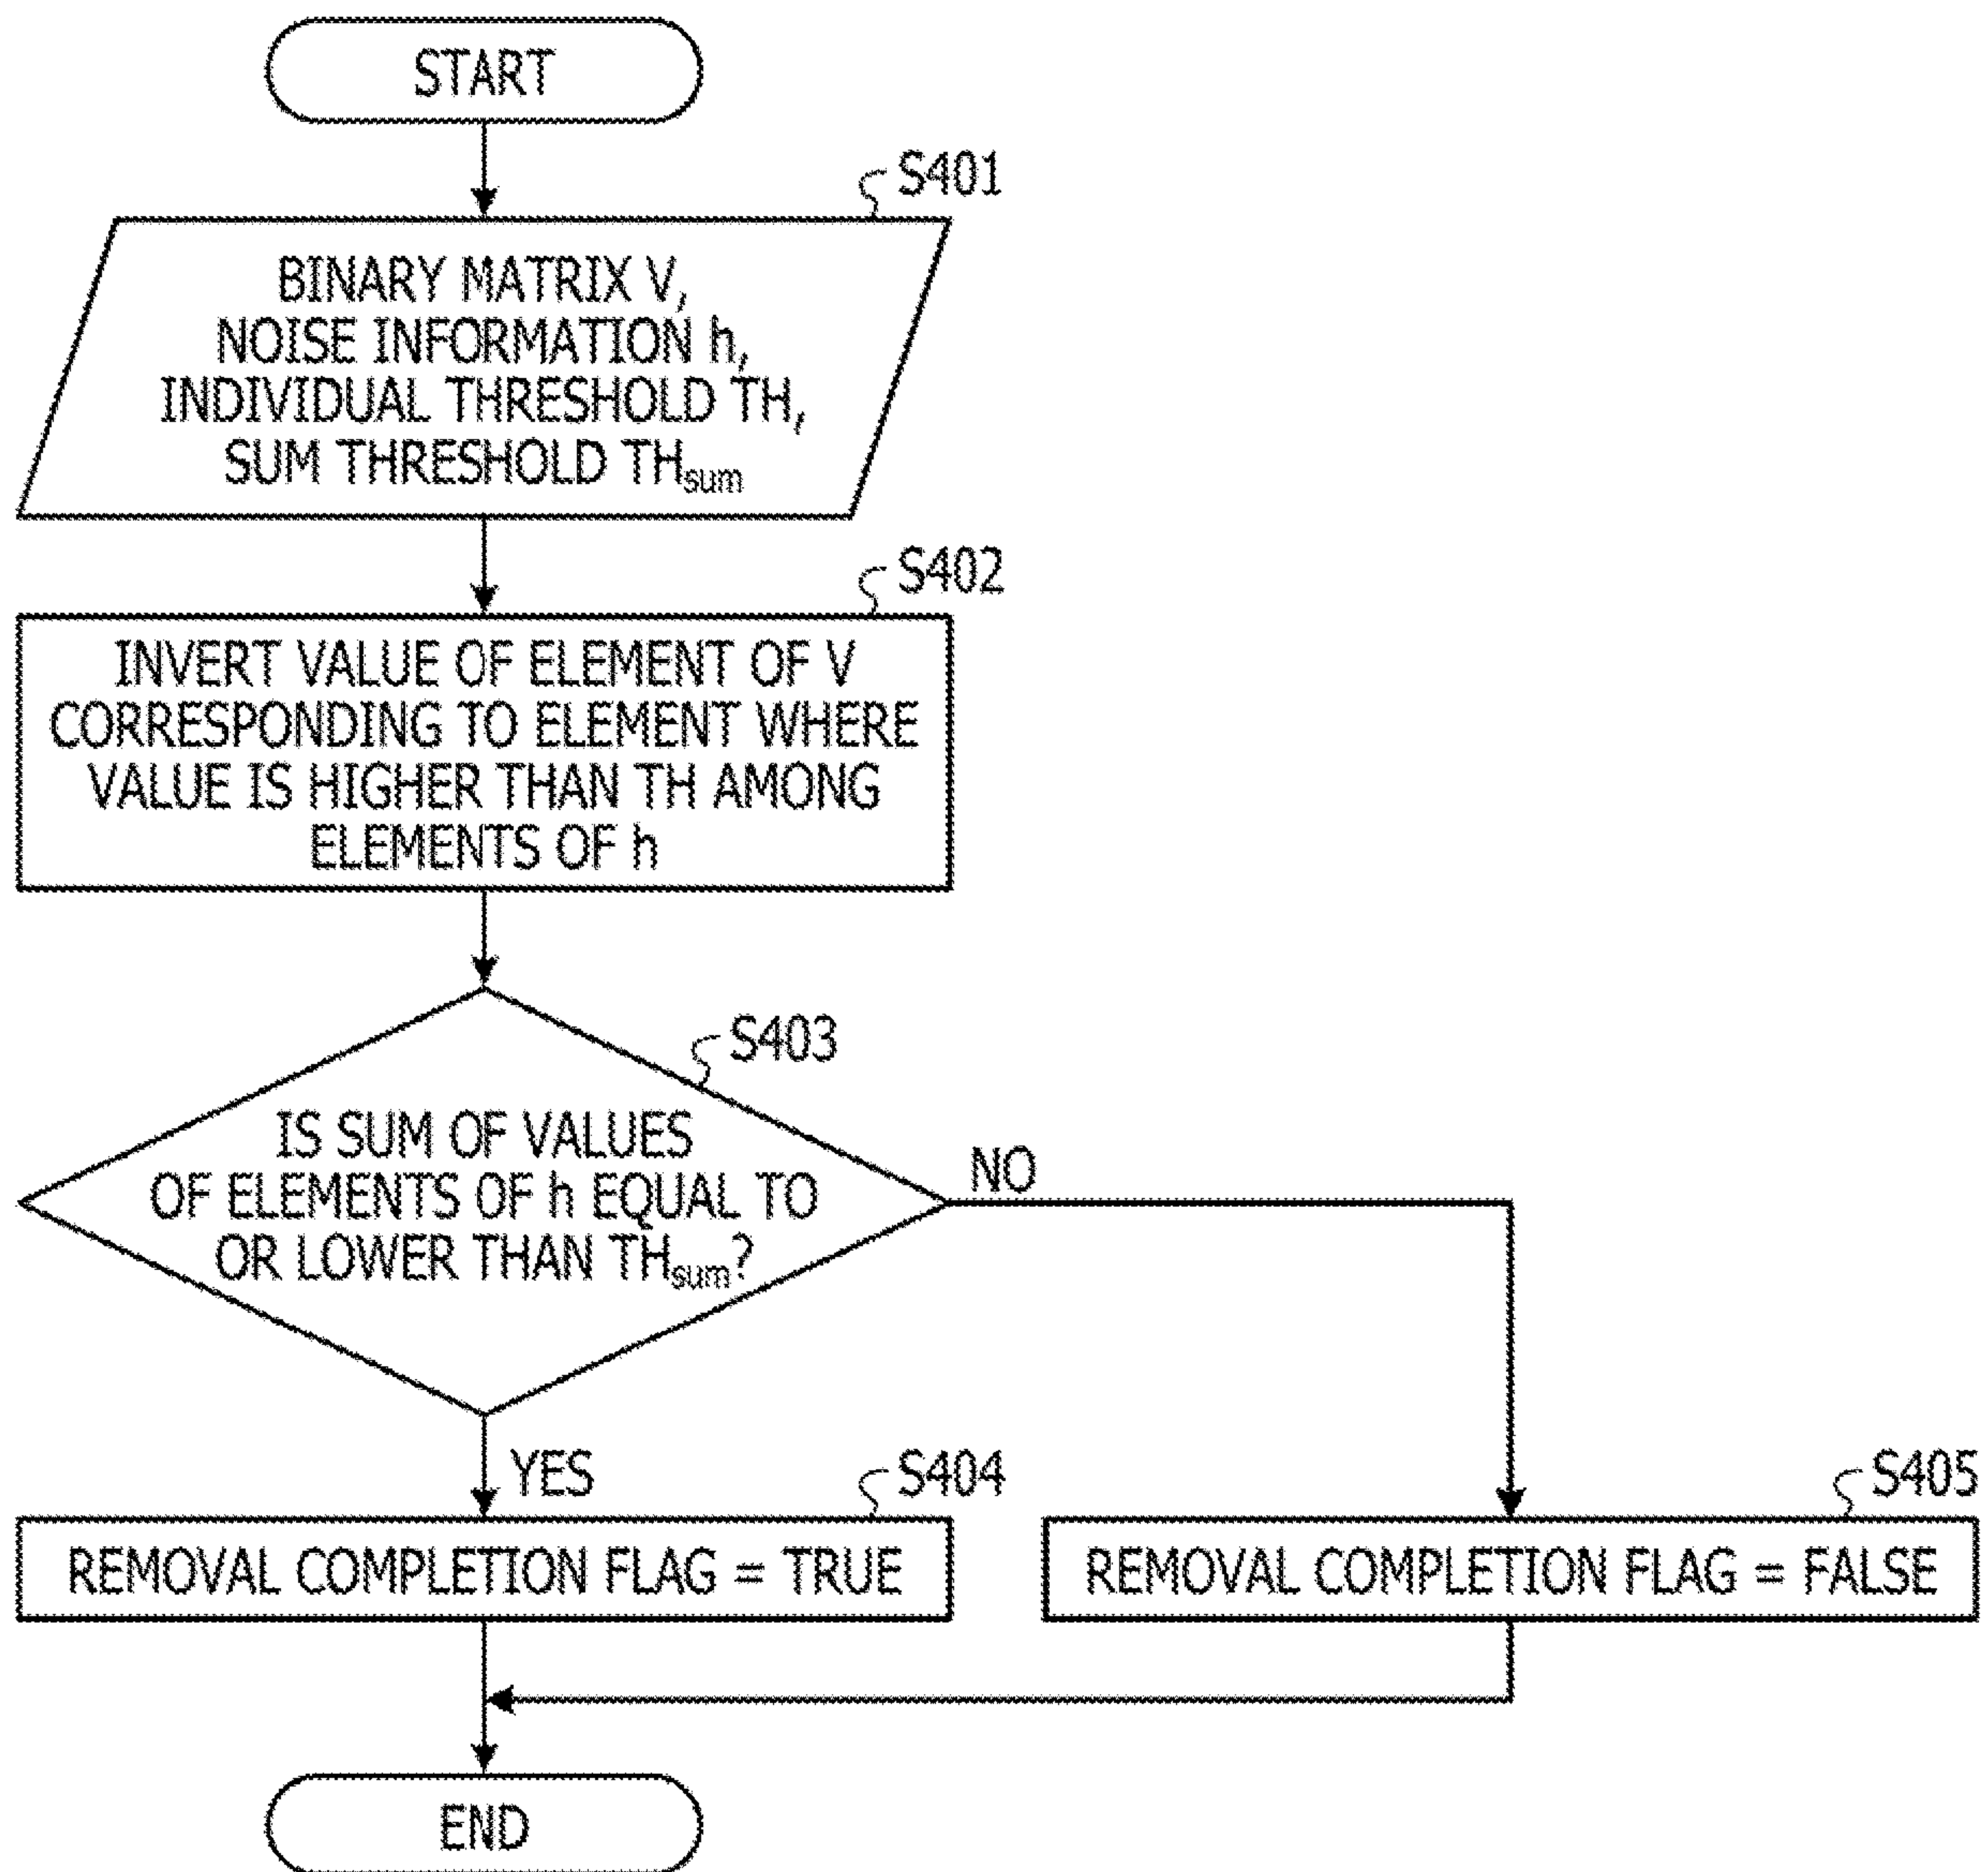 START
S401
BINARY MATRIX V,
NOISE INFORMATION h,
INDIVIDUAL THRESHOLD TH,
SUM THRESHOLD THsum
S402
INVERT VALUE OF ELEMENT OF V
CORRESPONDING TO ELEMENT WHERE
VALUE IS HIGHER THAN TH AMONG
ELEMENTS OF h
S403
IS SUM OF VALUES
OF ELEMENTS OF h EQUAL TO
OR LOWER THAN THsum?
NO
YES
S404
REMOVAL COMPLETION FLAG = TRUE
S405
REMOVAL COMPLETION FLAG = FALSE
END